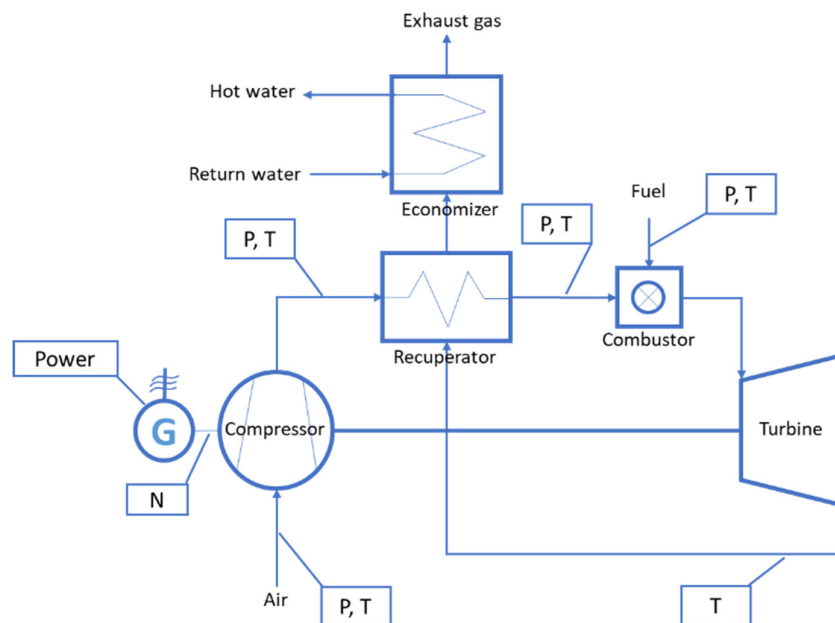 Exhaust gas
Hot water
Return water
Economizer
Fuel
P, T
P, T
P, T
Recuperator
Combustor
Power
G
Compressor
Turbine
N
Air
P, T
T